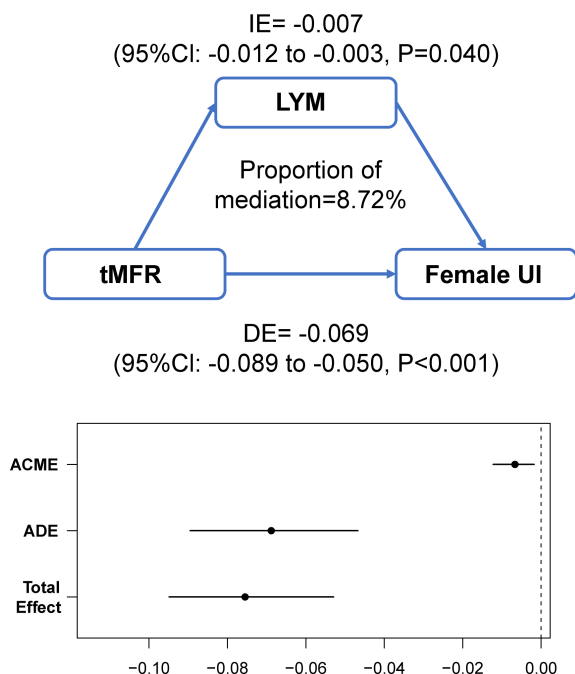 IE= -0.007
(95%CI: -0.012 to -0.003, P=0.040)
LYM
Proportion of
mediation=8.72%
tMFR
Female UI
DE= -0.069
(95%CI: -0.089 to -0.050, P<0.001)
ACME
ADE
Total
Effect
−0.10
−0.08
−0.06
−0.04
−0.02
0.00